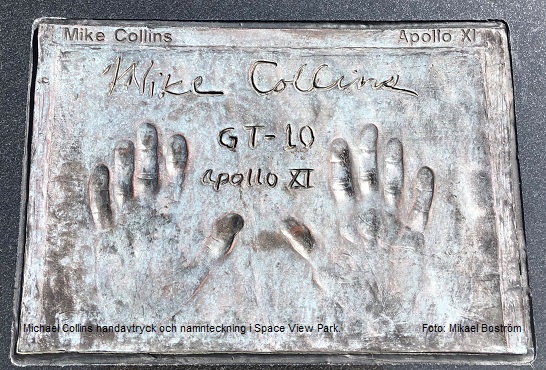 Mike Collins Apollo XI
Mike Collins
GT-10
Apollo XI
Michael Collins handavtryck och namnteckning i Space View Park. Foto: Mikael Boström